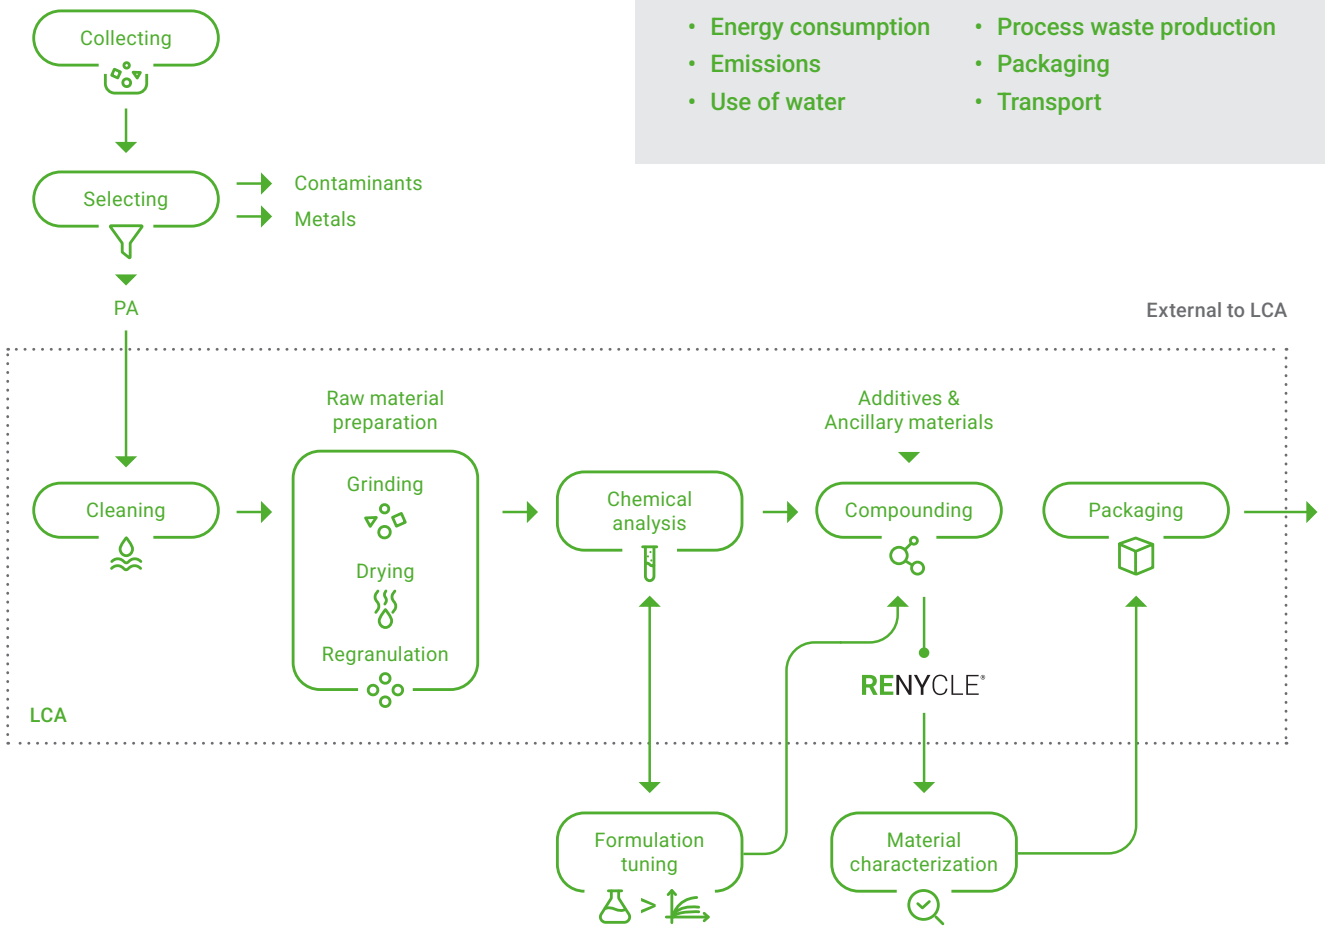 Energy consumption
Emissions
Use of water
Process waste production
Packaging
Transport
Collecting
Selecting
Contaminants
Metals
PA
External to LCA
Raw material
preparation
Additives &
Ancillary materials
Cleaning
Grinding
Drying
Regranulation
Chemical
analysis
Compounding
Packaging
RENYCLE®
LCA
Formulation
tuning
>
Material
characterization